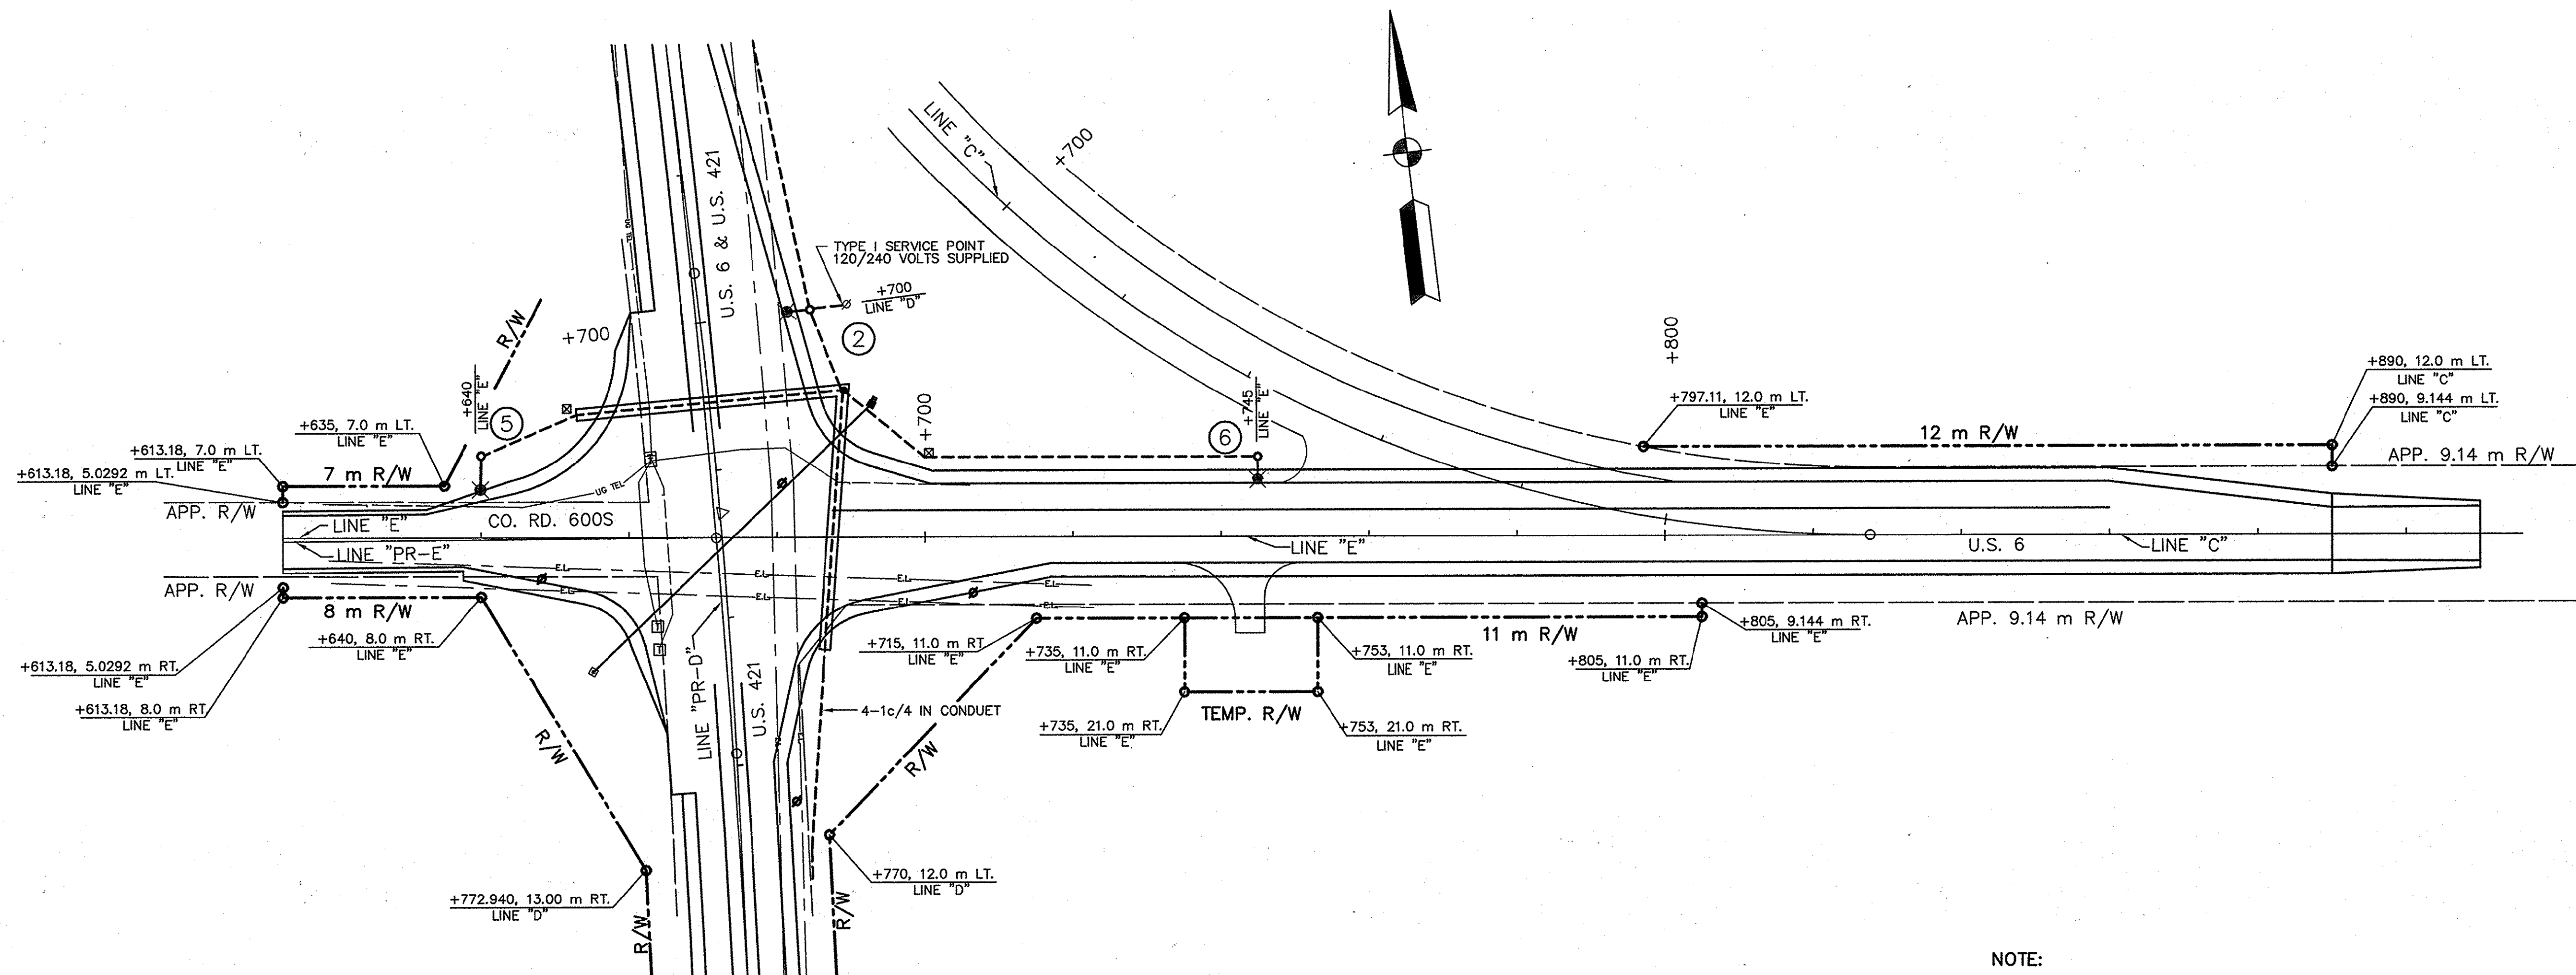 LINE "C"
+700
U.S. 6 & U.S. 421
TYPE I SERVICE POINT
120/240 VOLTS SUPPLIED
+700
LINE "D"
2
R/W
+700
+640
LINE "E"
5
+635, 7.0 m LT.
LINE "E"
+613.18, 7.0 m LT.
LINE "E"
+613.18, 5.0292 m LT.
LINE "E"
7 m R/W
APP. R/W
UG TEL
CO. RD. 600S
LINE "E"
LINE "PR-E"
+700
6
+745
LINE "E"
+800
+797.11, 12.0 m LT.
LINE "E"
12 m R/W
+890, 12.0 m LT.
LINE "C"
+890, 9.144 m LT.
LINE "C"
APP. 9.14 m R/W
LINE "E"
U.S. 6
LINE "C"
APP. R/W
8 m R/W
+640, 8.0 m RT.
LINE "E"
+613.18, 5.0292 m RT.
LINE "E"
+613.18, 8.0 m RT.
LINE "E"
EL
EL
EL
EL
EL
EL
EL
EL
T
T
LINE "PR-D"
U.S. 421
4-1c/4 IN CONDUET
R/W
R/W
+715, 11.0 m RT.
LINE "E"
+735, 11.0 m RT.
LINE "E"
+753, 11.0 m RT.
LINE "E"
11 m R/W
+805, 9.144 m RT.
LINE "E"
+805, 11.0 m RT.
LINE "E"
APP. 9.14 m R/W
TEMP. R/W
+735, 21.0 m RT.
LINE "E"
+753, 21.0 m RT.
LINE "E"
+770, 12.0 m LT.
LINE "D"
+772.940, 13.00 m RT.
LINE "D"
R/W
R/W
NOTE: